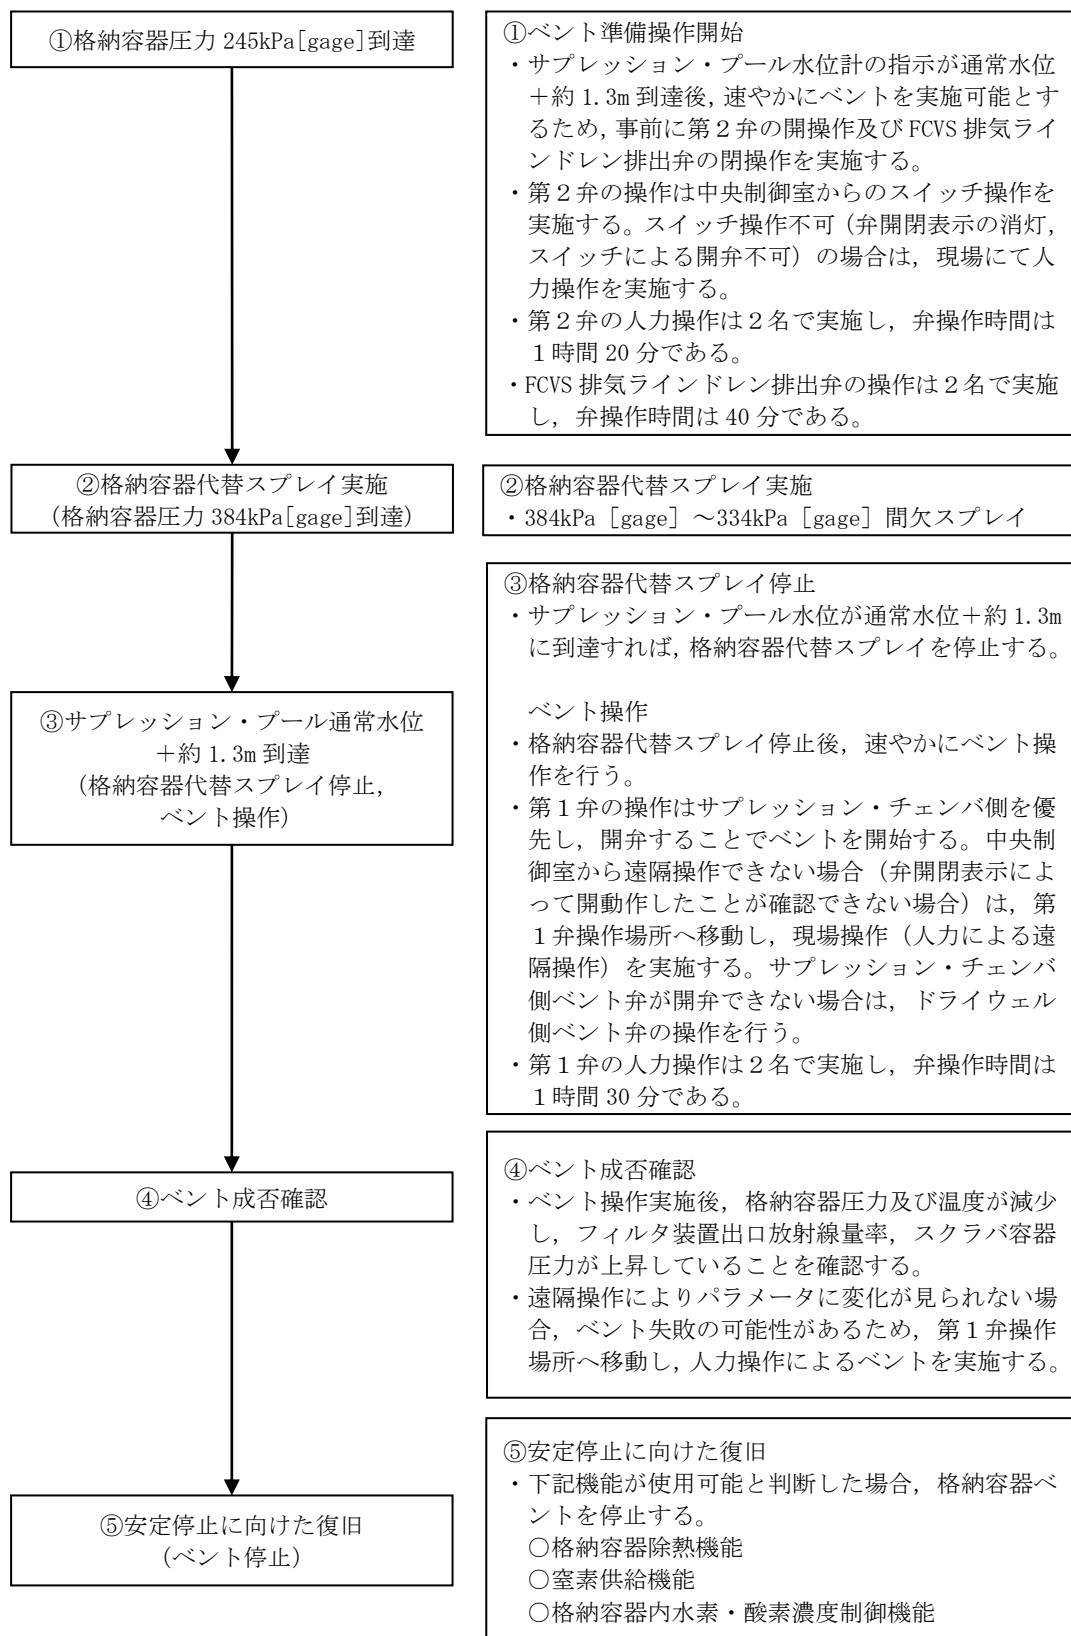 ①格納容器圧力 245kPa[gage]到達
①ベント準備操作開始
・サプレッション・プール水位計の指示が通常水位
＋約 1.3m 到達後，速やかにベントを実施可能とす
るため，事前に第２弁の開操作及び FCVS 排気ライ
ンドレン排出弁の閉操作を実施する。
・第２弁の操作は中央制御室からのスイッチ操作を
実施する。スイッチ操作不可（弁開閉表示の消灯，
スイッチによる開弁不可）の場合は，現場にて人
力操作を実施する。
・第２弁の人力操作は２名で実施し，弁操作時間は
１時間 20 分である。
・FCVS 排気ラインドレン排出弁の操作は２名で実施
し，弁操作時間は 40 分である。
②格納容器代替スプレイ実施
（格納容器圧力 384kPa[gage]到達）
②格納容器代替スプレイ実施
・384kPa［gage］～334kPa［gage］間欠スプレイ
③サプレッション・プール通常水位
＋約 1.3m 到達
（格納容器代替スプレイ停止，
ベント操作）
③格納容器代替スプレイ停止
・サプレッション・プール水位が通常水位＋約 1.3m
に到達すれば，格納容器代替スプレイを停止する。
ベント操作
・格納容器代替スプレイ停止後，速やかにベント操
作を行う。
・第１弁の操作はサプレッション・チェンバ側を優
先し，開弁することでベントを開始する。中央制
御室から遠隔操作できない場合（弁開閉表示によ
って開動作したことが確認できない場合）は，第
１弁操作場所へ移動し，現場操作（人力による遠
隔操作）を実施する。サプレッション・チェンバ
側ベント弁が開弁できない場合は，ドライウェル
側ベント弁の操作を行う。
・第１弁の人力操作は２名で実施し，弁操作時間は
１時間 30 分である。
④ベント成否確認
④ベント成否確認
・ベント操作実施後，格納容器圧力及び温度が減少
し，フィルタ装置出口放射線量率，スクラバ容器
圧力が上昇していることを確認する。
・遠隔操作によりパラメータに変化が見られない場
合，ベント失敗の可能性があるため，第１弁操作
場所へ移動し，人力操作によるベントを実施する。
⑤安定停止に向けた復旧
（ベント停止）
⑤安定停止に向けた復旧
・下記機能が使用可能と判断した場合，格納容器ベ
ントを停止する。
○格納容器除熱機能
○窒素供給機能
○格納容器内水素・酸素濃度制御機能